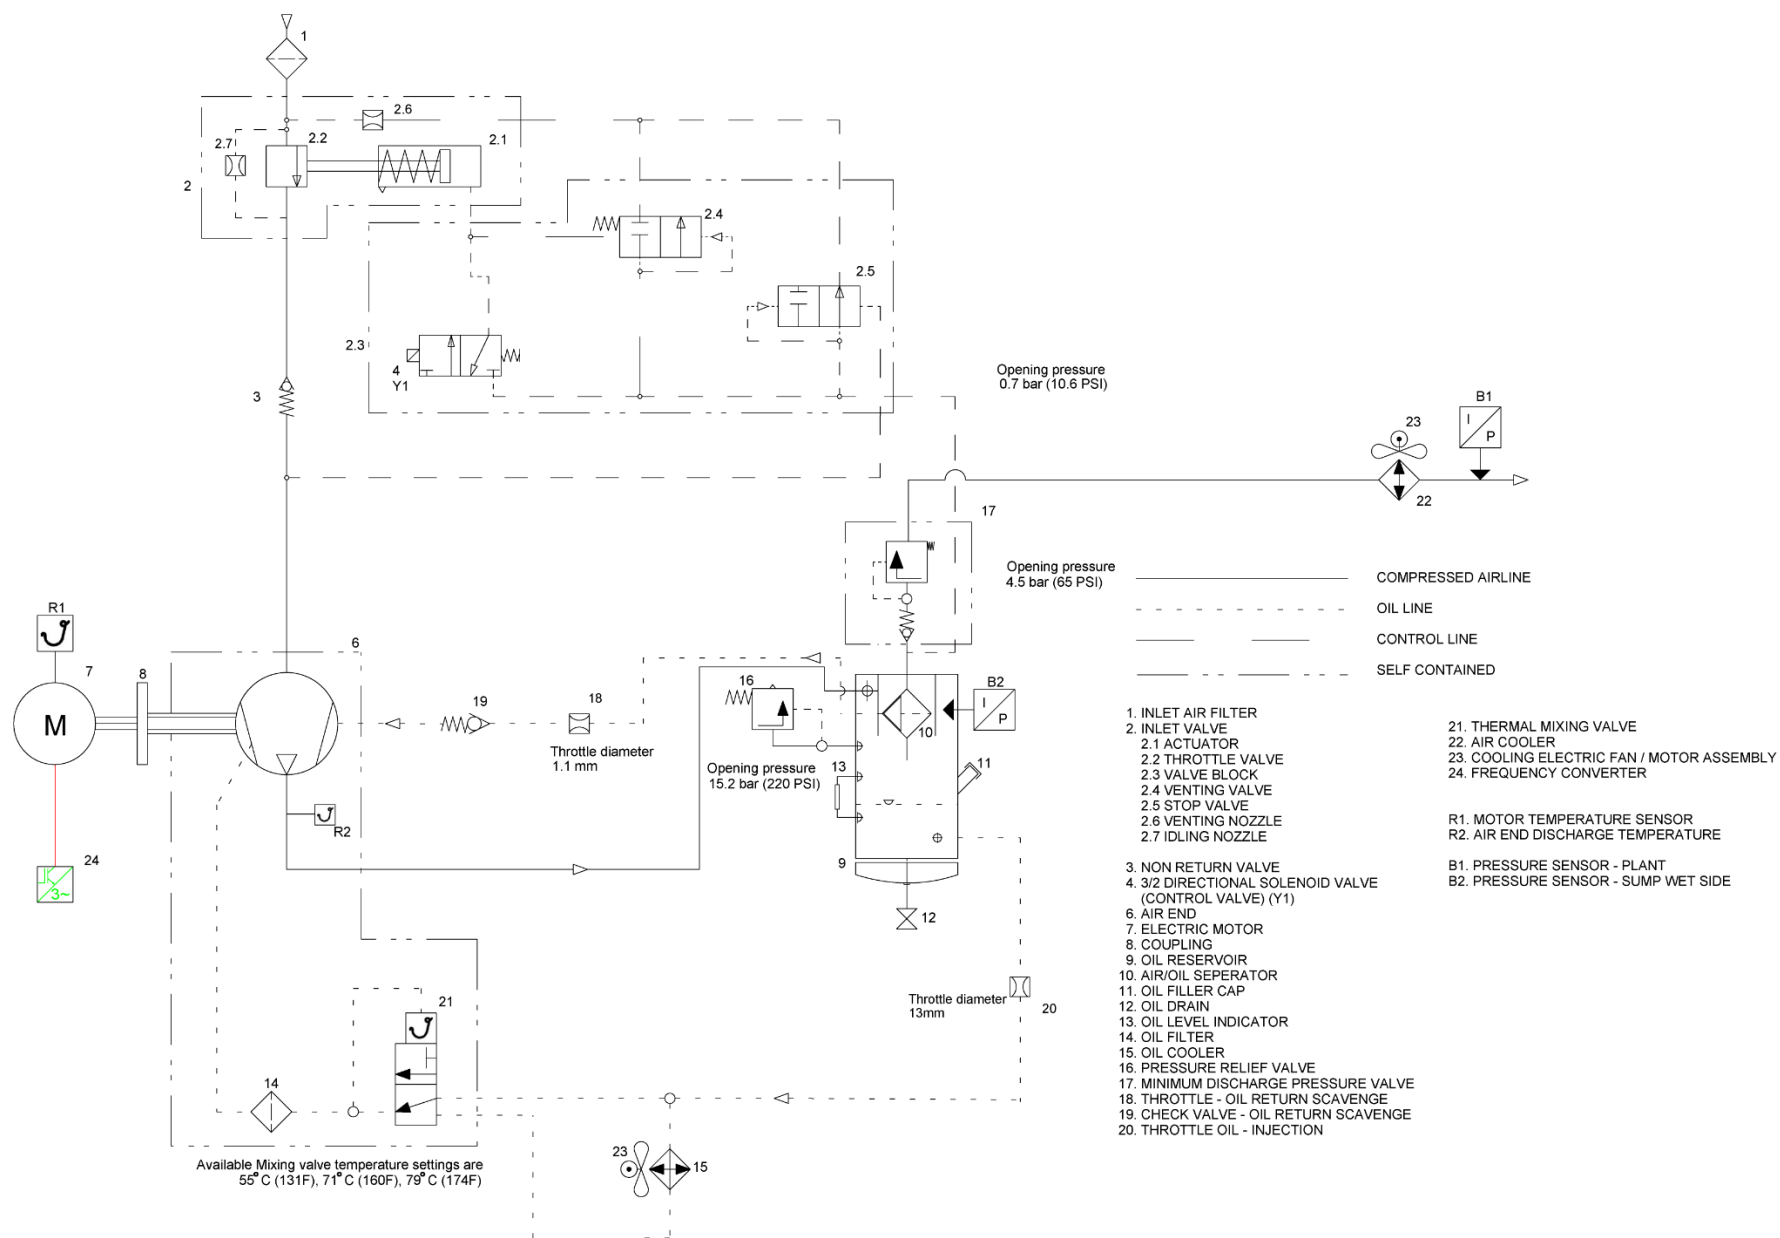 1
2.6
2.7
2.2
2.1
2
2.4
2.5
2.3
4
Y1
3
Opening pressure
0.7 bar (10.6 PSI)
B1
I
P
23
22
17
Opening pressure
4.5 bar (65 PSI)
COMPRESSED AIRLINE
OIL LINE
CONTROL LINE
SELF CONTAINED
R1
7
8
6
M
19
18
Throttle diameter
1.1 mm
16
Opening pressure
15.2 bar (220 PSI)
B2
I
P
10
13
11
9
12
R2
24
3~
Throttle diameter
13mm
20
21
14
23
15
Available Mixing valve temperature settings are
55°C (131F), 71°C (160F), 79°C (174F)
1. INLET AIR FILTER
2. INLET VALVE
2.1 ACTUATOR
2.2 THROTTLE VALVE
2.3 VALVE BLOCK
2.4 VENTING VALVE
2.5 STOP VALVE
2.6 VENTING NOZZLE
2.7 IDLING NOZZLE
3. NON RETURN VALVE
4. 3/2 DIRECTIONAL SOLENOID VALVE
(CONTROL VALVE) (Y1)
6. AIR END
7. ELECTRIC MOTOR
8. COUPLING
9. OIL RESERVOIR
10. AIR/OIL SEPERATOR
11. OIL FILLER CAP
12. OIL DRAIN
13. OIL LEVEL INDICATOR
14. OIL FILTER
15. OIL COOLER
16. PRESSURE RELIEF VALVE
17. MINIMUM DISCHARGE PRESSURE VALVE
18. THROTTLE - OIL RETURN SCAVENGE
19. CHECK VALVE - OIL RETURN SCAVENGE
20. THROTTLE OIL - INJECTION
21. THERMAL MIXING VALVE
22. AIR COOLER
23. COOLING ELECTRIC FAN / MOTOR ASSEMBLY
24. FREQUENCY CONVERTER
R1. MOTOR TEMPERATURE SENSOR
R2. AIR END DISCHARGE TEMPERATURE
B1. PRESSURE SENSOR - PLANT
B2. PRESSURE SENSOR - SUMP WET SIDE